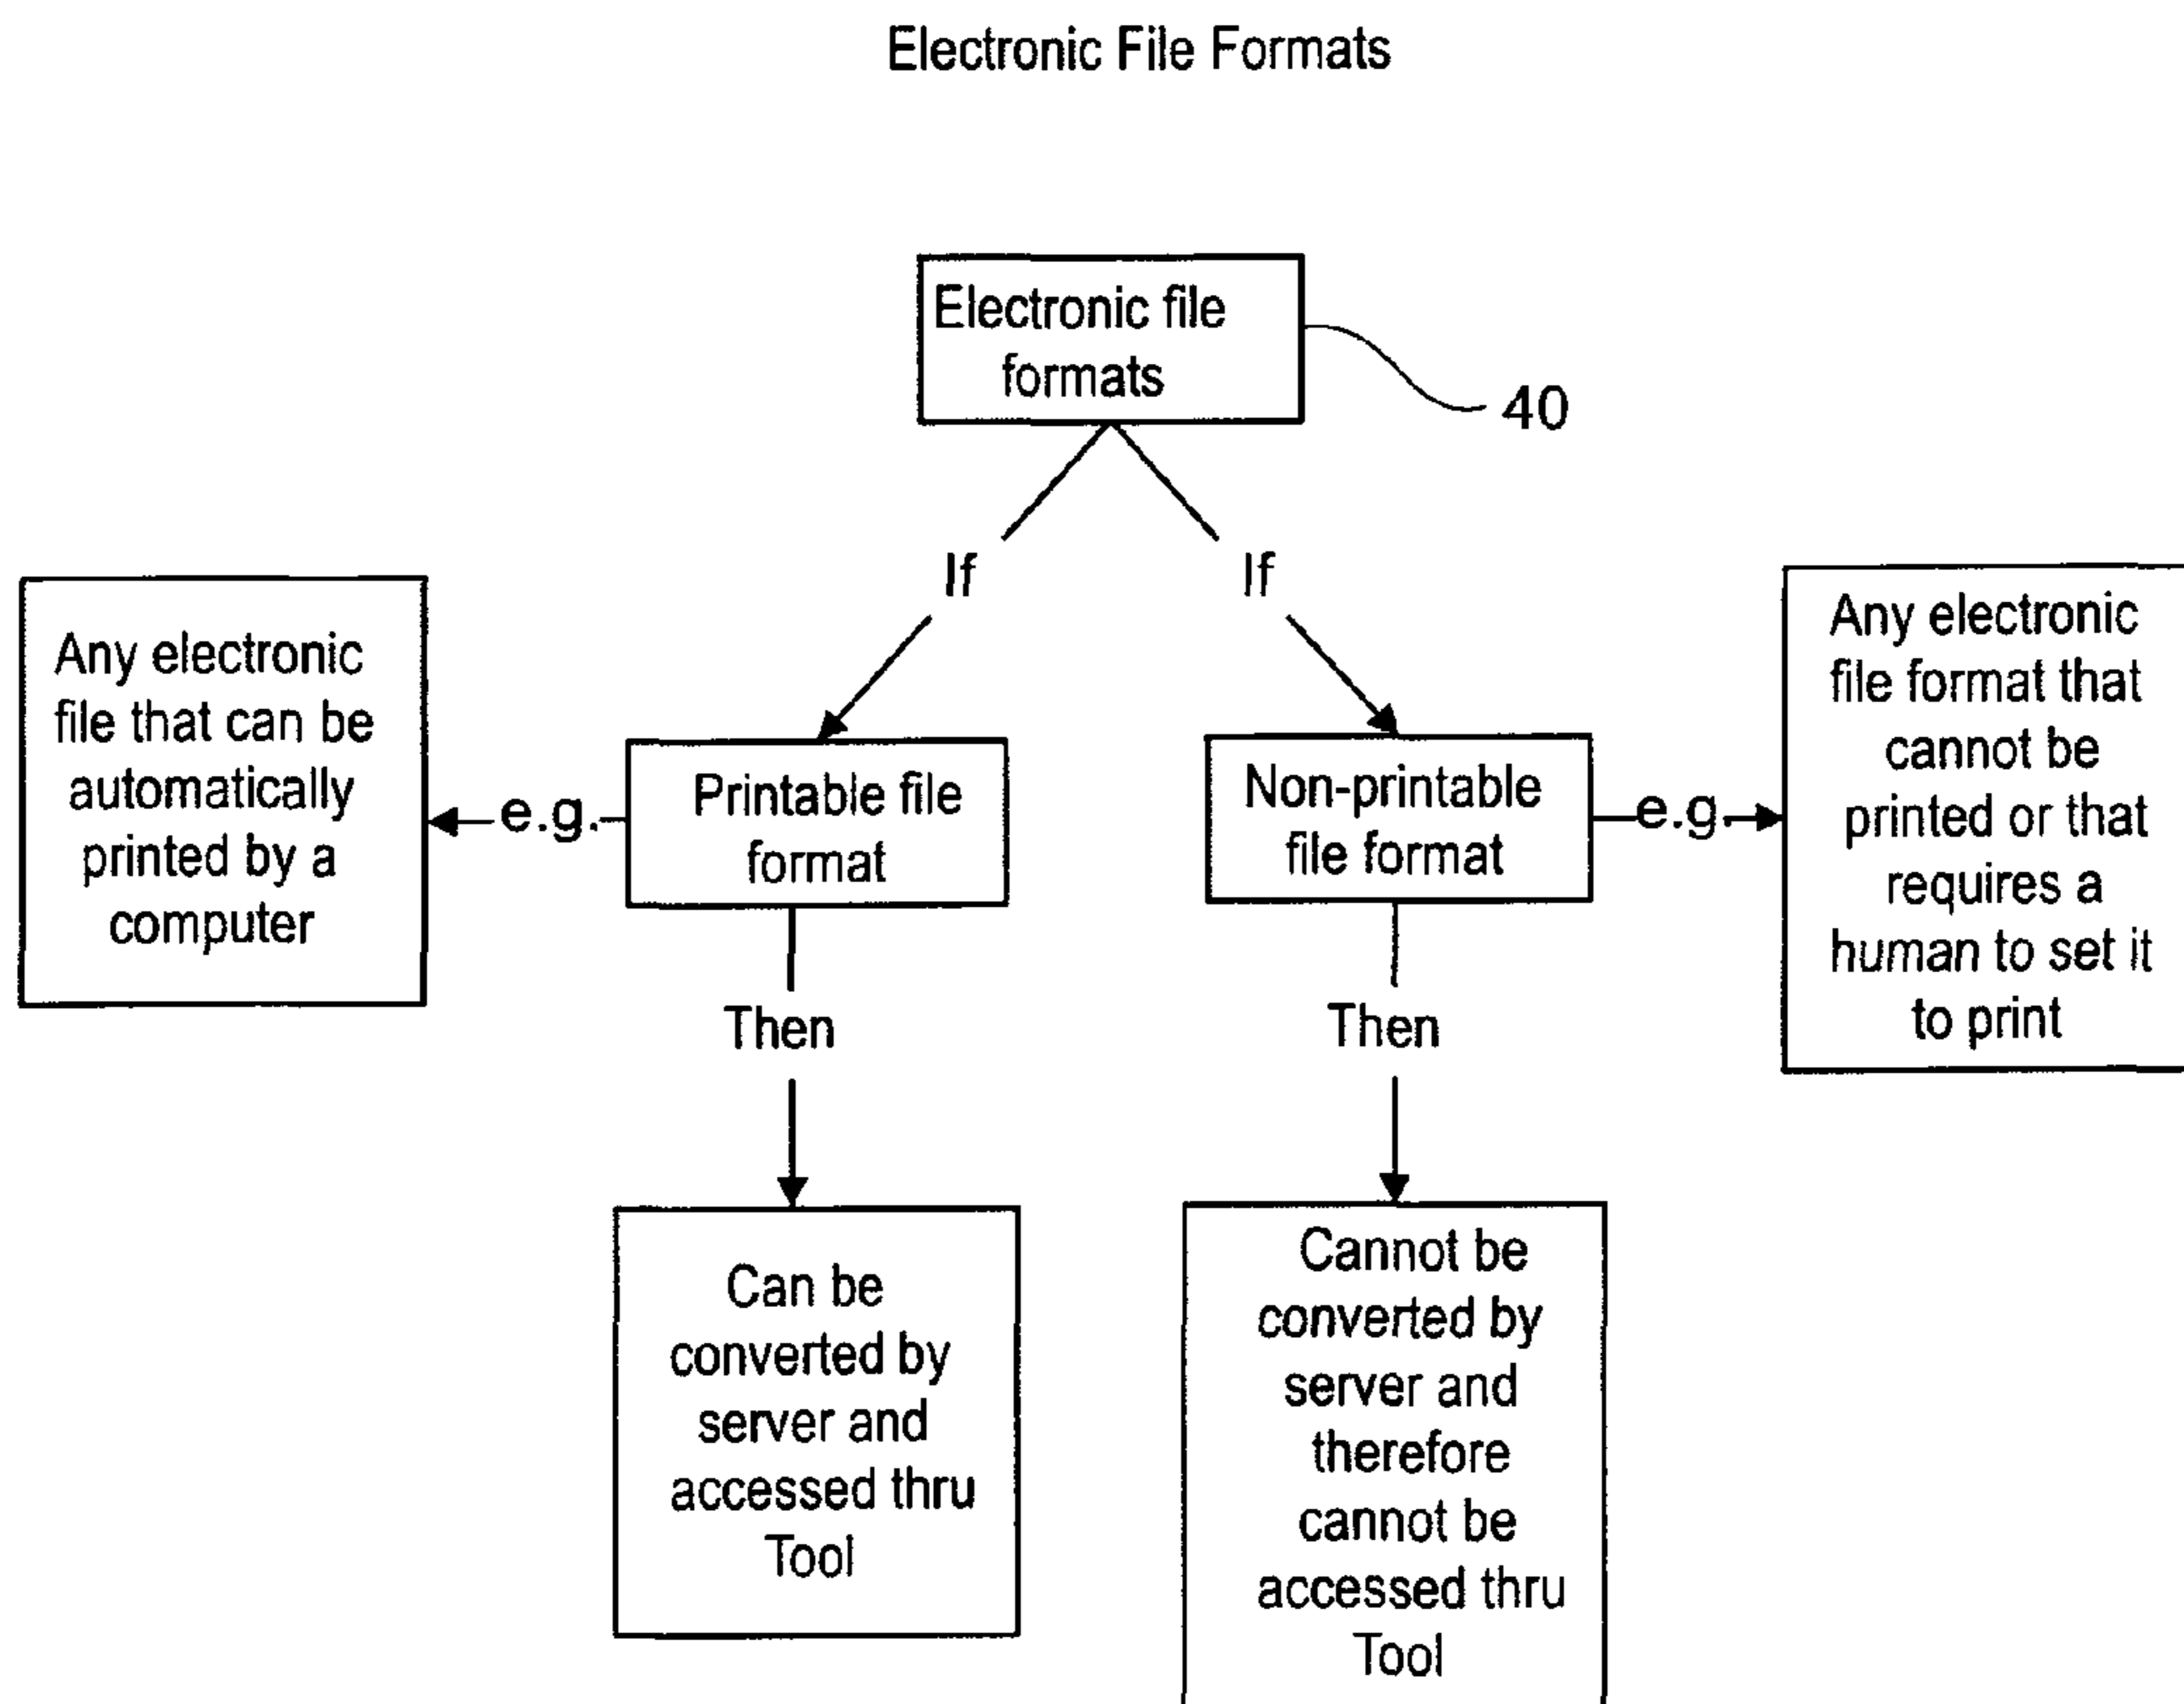 Electronic File Formats
Electronic file
formats
40
If
If
Any electronic
file that can be
automatically
printed by a
computer
e.g.
Printable file
format
Non-printable
file format
e.g.
Any electronic
file format that
cannot be
printed or that
requires a
human to set it
to print
Then
Then
Can be
converted by
server and
accessed thru
Tool
Cannot be
converted by
server and
therefore
cannot be
accessed thru
Tool